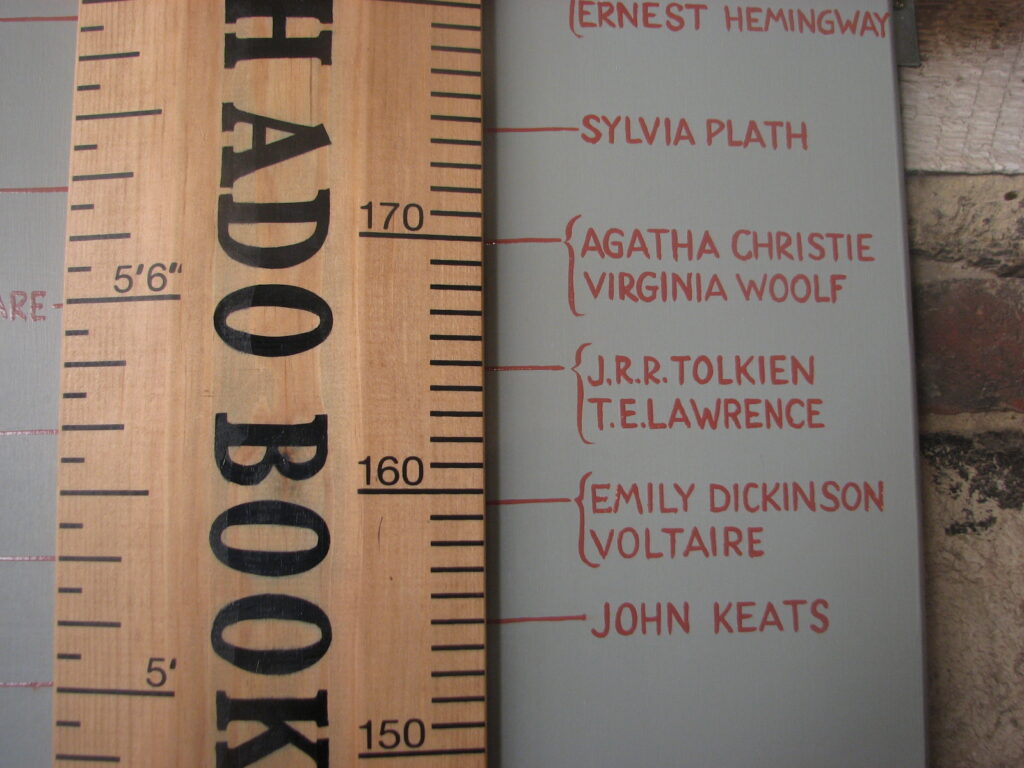 HADO BOOK
5'6"
5'
170
160
150
ERNEST HEMINGWAY
SYLVIA PLATH
AGATHA CHRISTIE
VIRGINIA WOOLF
J.R.R. TOLKIEN
T.E. LAWRENCE
EMILY DICKINSON
VOLTAIRE
JOHN KEATS
ARE